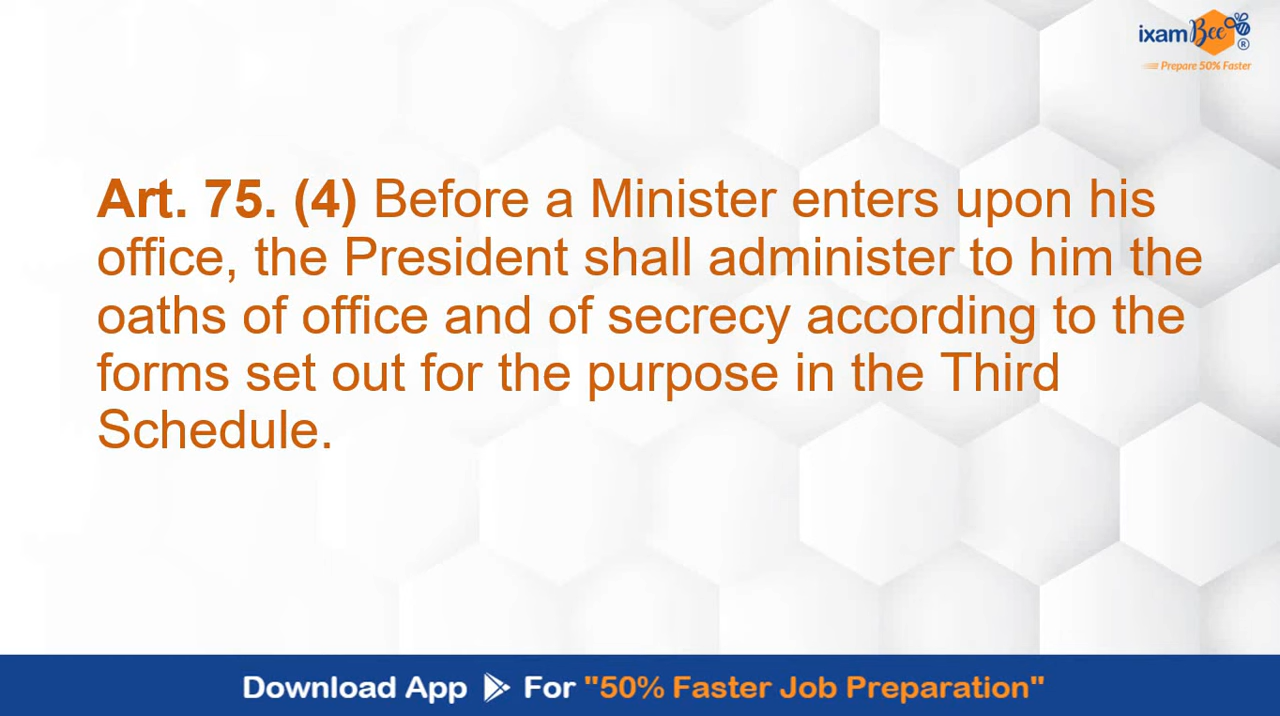 ixamBee®
Prepare 50% Faster
Art. 75. (4) Before a Minister enters upon his
office, the President shall administer to him the
oaths of office and of secrecy according to the
forms set out for the purpose in the Third
Schedule.
Download App For "50% Faster Job Preparation"